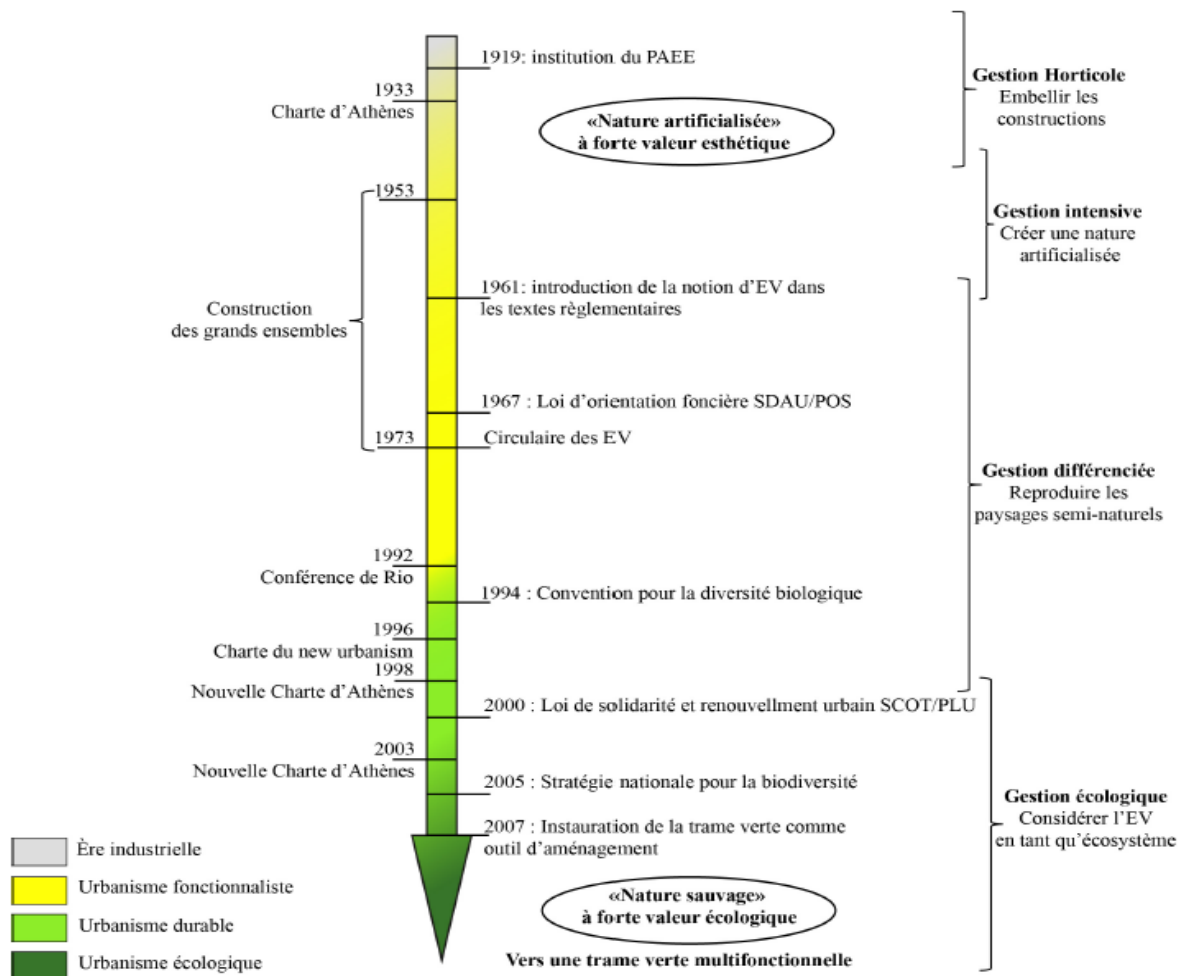 1919: institution du PAEE
1933
Charte d'Athènes
«Nature artificialisée»
à forte valeur esthétique
Gestion Horticole
Embellir les
constructions
1953
Gestion intensive
Créer une nature
artificialisée
Construction
des grands ensembles
1961: introduction de la notion d'EV dans
les textes règlementaires
1967 : Loi d'orientation foncière SDAU/POS
1973
Circulaire des EV
Gestion différenciée
Reproduire les
paysages semi-naturels
1992
Conférence de Rio
1994 : Convention pour la diversité biologique
1996
Charte du new urbanism
1998
Nouvelle Charte d'Athènes
2000 : Loi de solidarité et renouvellment urbain SCOT/PLU
2003
Nouvelle Charte d'Athènes
2005 : Stratégie nationale pour la biodiversité
2007 : Instauration de la trame verte comme
outil d'aménagement
Gestion écologique
Considérer l'EV
en tant qu'écosystème
«Nature sauvage»
à forte valeur écologique
Vers une trame verte multifonctionnelle
Ère industrielle
Urbanisme fonctionnaliste
Urbanisme durable
Urbanisme écologique